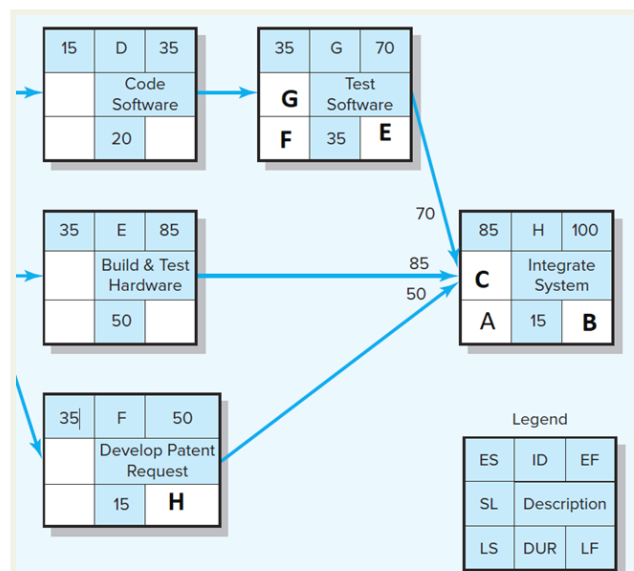 15 D 35
Code
Software
20
35 G 70
G
Test
Software
F 35 E
70
35 E 85
Build & Test
Hardware
50
85
50
85 H 100
C
Integrate
System
A 15 B
35 F 50
Develop Patent
Request
15 H
Legend
ES ID EF
SL Description
LS DUR LF